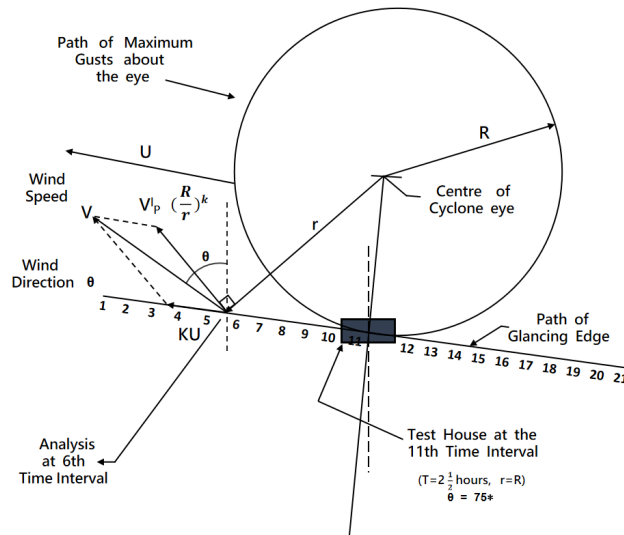 Path of Maximum
Gusts about
the eye
R
U
Wind
Speed
V
V|P (R/r)k
r
Centre of
Cyclone eye
θ
Wind
Direction θ
1 2 3 4 5 6 7 8 9 10 11 12 13 14 15 16 17 18 19 20 21
KU
Path of
Glancing Edge
Analysis
at 6th
Time Interval
Test House at the
11th Time Interval
(T=2 1/2 hours, r=R)
θ = 75*